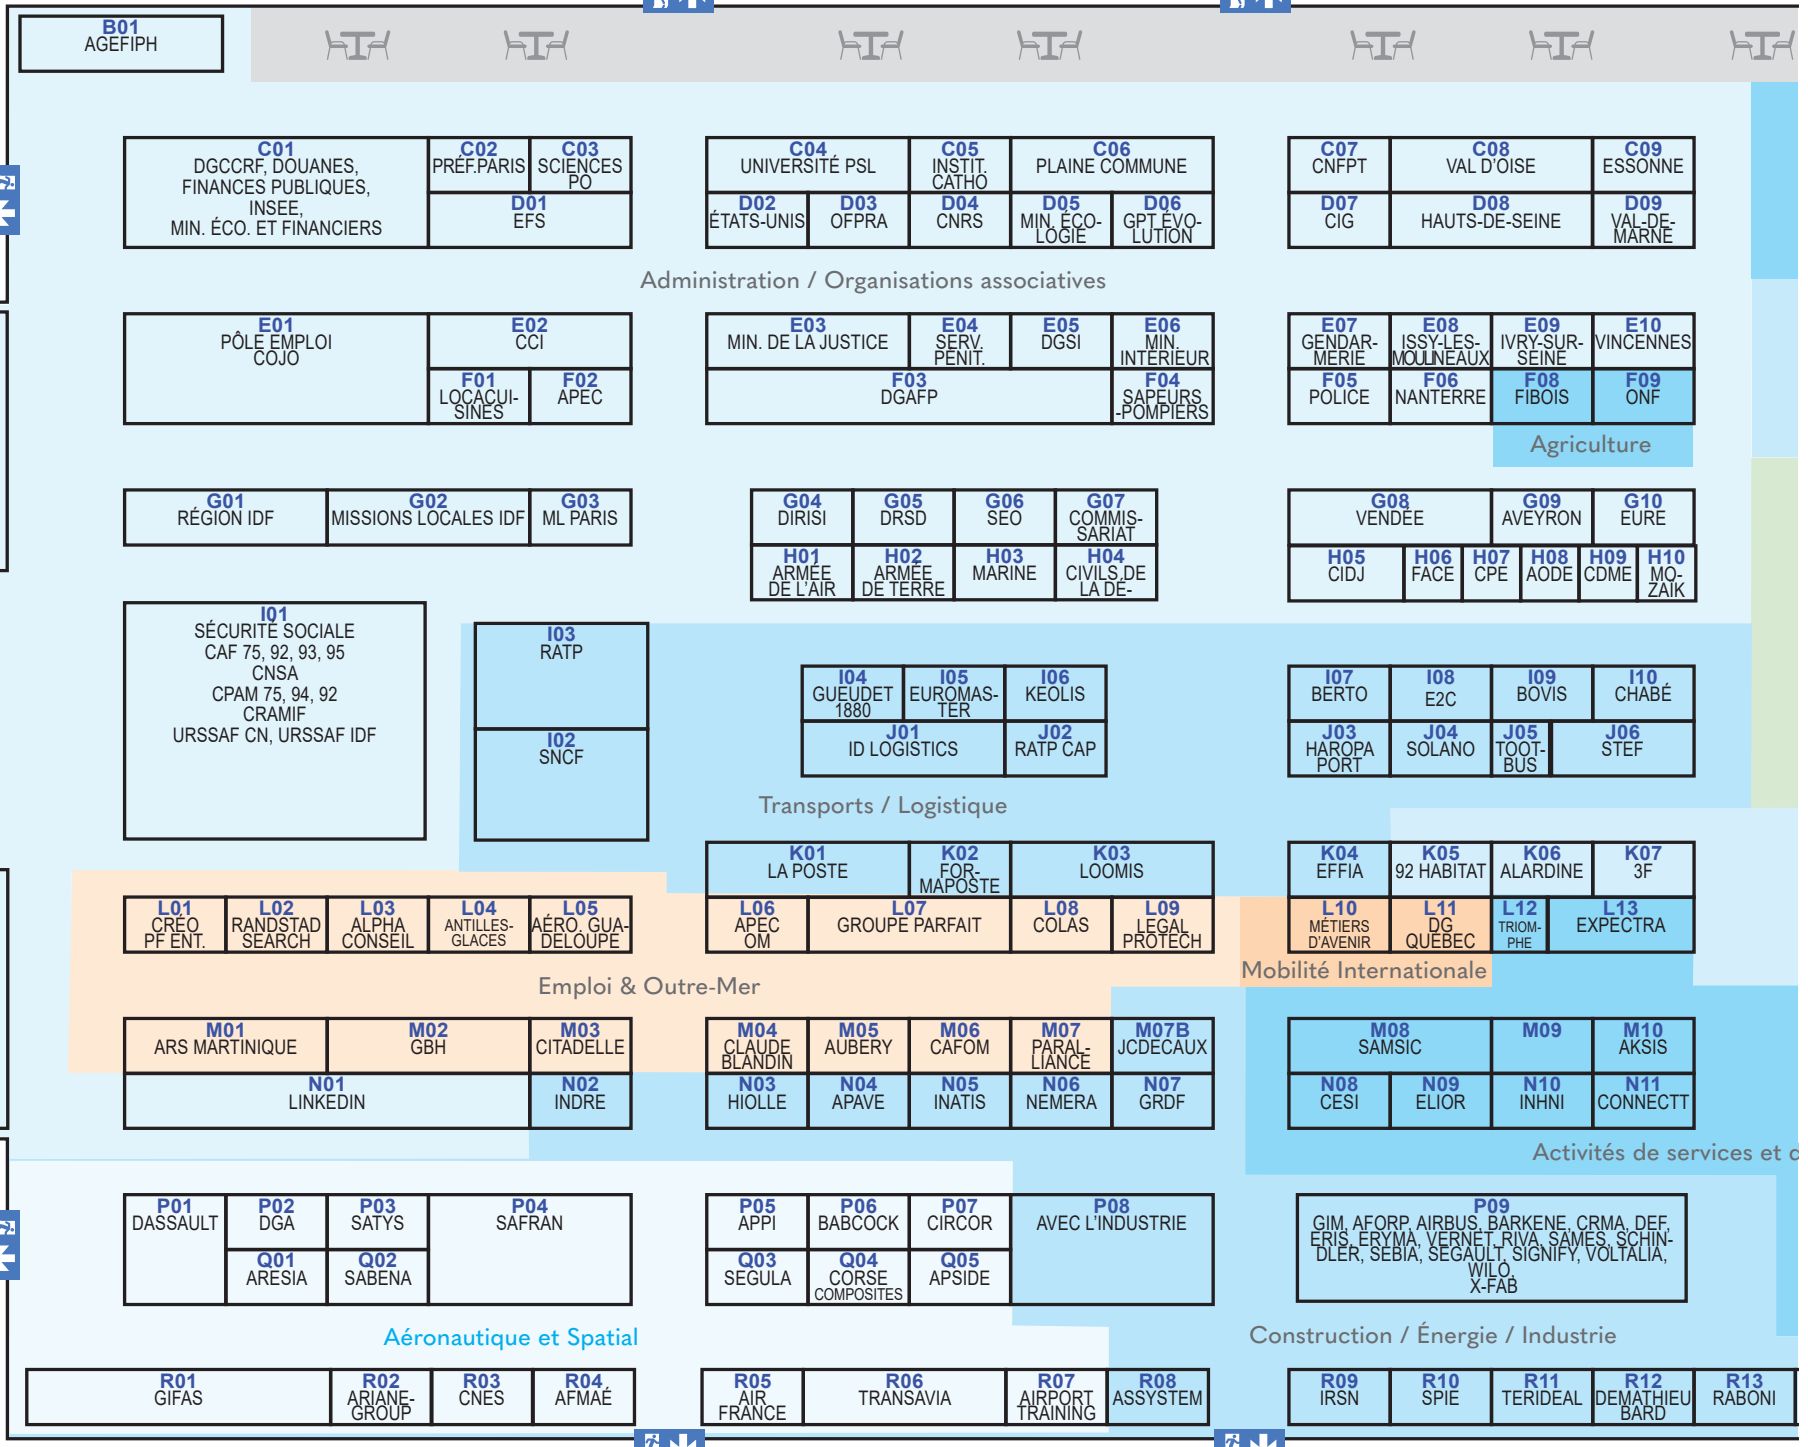 B01
AGEFIPH
C01
DGCCRF, DOUANES,
FINANCES PUBLIQUES,
INSEE,
MIN. ÉCO. ET FINANCIERS
C02
PRÉF.PARIS
C03
SCIENCES
PO
D01
EFS
C04
UNIVERSITÉ PSL
C05
INSTIT.
CATHO
C06
PLAINE COMMUNE
D02
ÉTATS-UNIS
D03
OFPRA
D04
CNRS
D05
MIN. ÉCO-
LOGIE
D06
GPT ÉVO-
LUTION
C07
CNFPT
C08
VAL D'OISE
C09
ESSONNE
D07
CIG
D08
HAUTS-DE-SEINE
D09
VAL-DE-
MARNE
Administration / Organisations associatives
E01
PÔLE EMPLOI
COJO
E02
CCI
F01
LOCACUI-
SINES
F02
APEC
E03
MIN. DE LA JUSTICE
E04
SERV.
PÉNIT.
E05
DGSI
E06
MIN.
INTÉRIEUR
F03
DGAFP
F04
SAPEURS
-POMPIERS
E07
GENDAR-
MERIE
E08
ISSY-LES-
MOULINEAUX
E09
IVRY-SUR-
SEINE
E10
VINCENNES
F05
POLICE
F06
NANTERRE
F08
FIBOIS
F09
ONF
Agriculture
G01
RÉGION IDF
G02
MISSIONS LOCALES IDF
G03
ML PARIS
G04
DIRISI
G05
DRSD
G06
SEO
G07
COMMIS-
SARIAT
H01
ARMÉE
DE L'AIR
H02
ARMÉE
DE TERRE
H03
MARINE
H04
CIVILS DE
LA DÉ-
G08
VENDÉE
G09
AVEYRON
G10
EURE
H05
CIDJ
H06
FACE
H07
CPE
H08
AODE
H09
CDME
H10
MO-
ZAIK
I01
SÉCURITÉ SOCIALE
CAF 75, 92, 93, 95
CNSA
CPAM 75, 94, 92
CRAMIF
URSSAF CN, URSSAF IDF
I03
RATP
I02
SNCF
I04
GUEUDET
1880
I05
EUROMAS-
TER
I06
KEOLIS
J01
ID LOGISTICS
J02
RATP CAP
I07
BERTO
I08
E2C
I09
BOVIS
I10
CHABÉ
J03
HAROPA
PORT
J04
SOLANO
J05
TOOT-
BUS
J06
STEF
Transports / Logistique
K01
LA POSTE
K02
FOR-
MAPOSTE
K03
LOOMIS
K04
EFFIA
K05
92 HABITAT
K06
ALARDINE
K07
3F
L01
CRÉO
PF ENT.
L02
RANDSTAD
SEARCH
L03
ALPHA
CONSEIL
L04
ANTILLES-
GLACES
L05
AÉRO. GUA-
DELOUPE
L06
APEC
OM
L07
GROUPE PARFAIT
L08
COLAS
L09
LEGAL
PROTECH
L10
MÉTIERS
D'AVENIR
L11
DG
QUÉBEC
L12
TRIOM-
PHE
L13
EXPECTRA
Emploi & Outre-Mer
Mobilité Internationale
M01
ARS MARTINIQUE
M02
GBH
M03
CITADELLE
N01
LINKEDIN
N02
INDRE
M04
CLAUDE
BLANDIN
M05
AUBERY
M06
CAFOM
M07
PARAL-
LIANCE
M07B
JCDECAUX
N03
HIOLLE
N04
APAVE
N05
INATIS
N06
NEMERA
N07
GRDF
M08
SAMSIC
M09
M10
AKSIS
N08
CESI
N09
ELIOR
N10
INHNI
N11
CONNECTT
Activités de services et d
P01
DASSAULT
P02
DGA
P03
SATYS
P04
SAFRAN
Q01
ARESIA
Q02
SABENA
P05
APPI
P06
BABCOCK
P07
CIRCOR
P08
AVEC L'INDUSTRIE
Q03
SEGULA
Q04
CORSE
COMPOSITES
Q05
APSIDE
P09
GIM, AFORP, AIRBUS, BARKENE, CRMA, DEF,
ERIS, ERYMA, VERNET, RIVA, SAMES, SCHIN-
DLER, SEBIA, SEGAULT, SIGNIFY, VOLTALIA,
WILO,
X-FAB
Aéronautique et Spatial
Construction / Énergie / Industrie
R01
GIFAS
R02
ARIANE-
GROUP
R03
CNES
R04
AFMAÉ
R05
AIR
FRANCE
R06
TRANSAVIA
R07
AIRPORT
TRAINING
R08
ASSYSTEM
R09
IRSN
R10
SPIE
R11
TERIDEAL
R12
DEMATHIEU
BARD
R13
RABONI